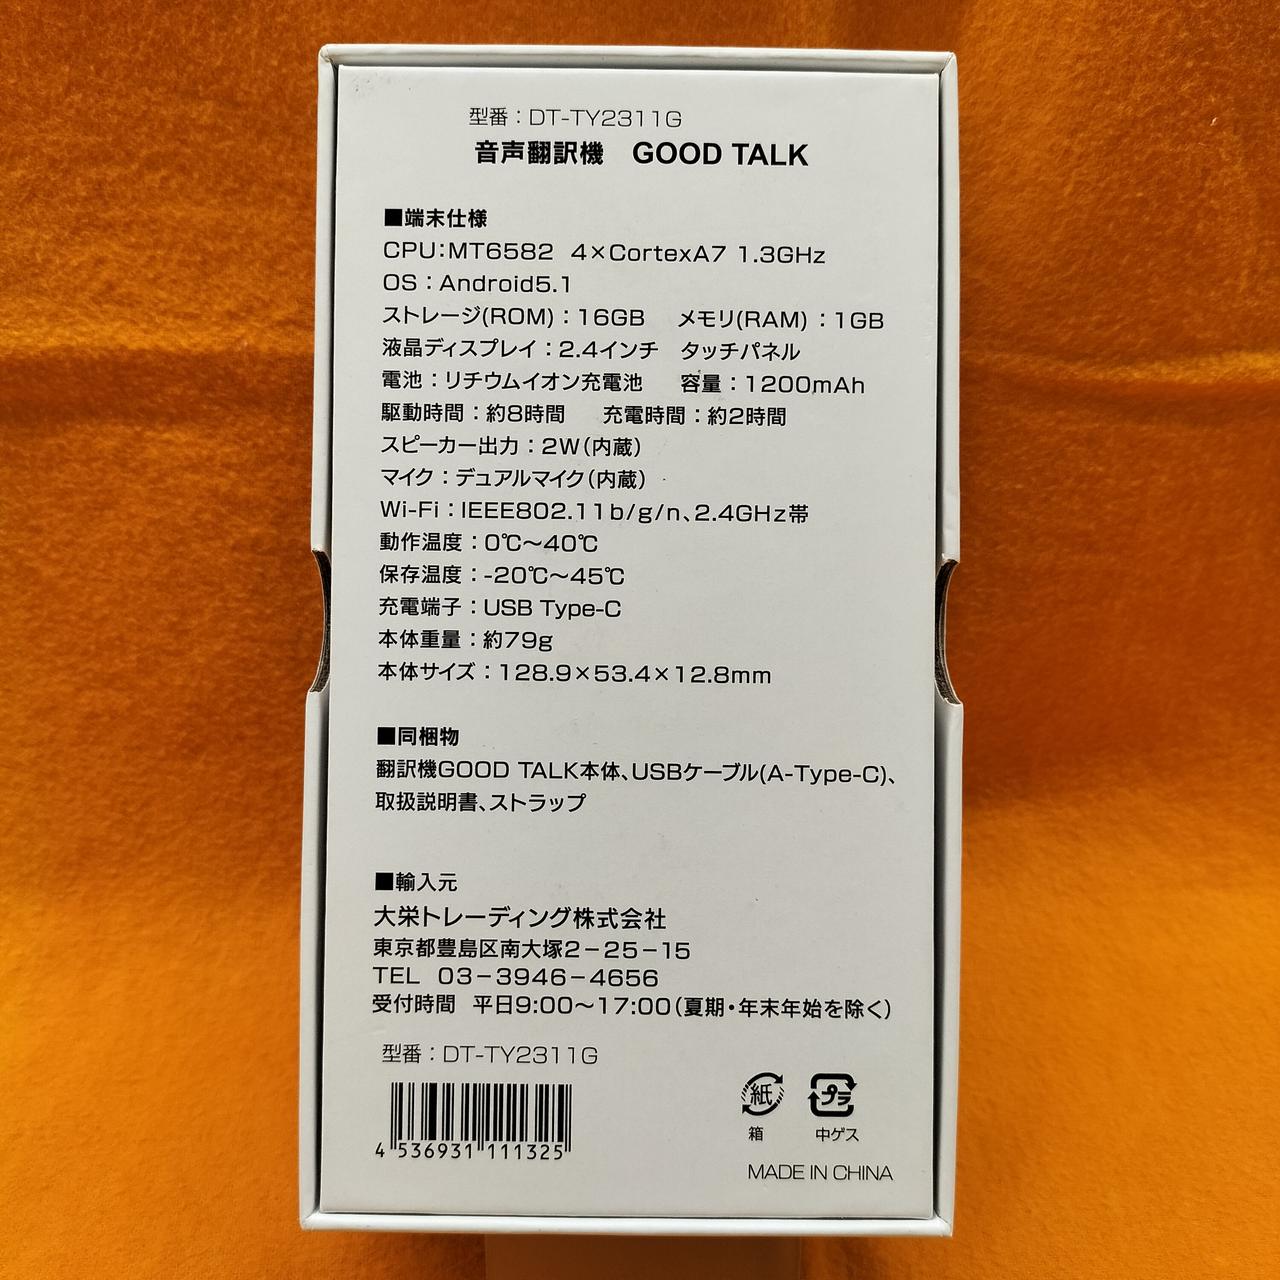 型番：DT-TY2311G
音声翻訳機　GOOD TALK
■端末仕様
CPU：MT6582 4×CortexA7 1.3GHz
OS：Android5.1
ストレージ(ROM)：16GB　メモリ(RAM)：1GB
液晶ディスプレイ：2.4インチ　タッチパネル
電池：リチウムイオン充電池　容量：1200mAh
駆動時間：約8時間　充電時間：約2時間
スピーカー出力：2W（内蔵）
マイク：デュアルマイク（内蔵）
Wi-Fi：IEEE802.11b/g/n、2.4GHz帯
動作温度：0℃～40℃
保存温度：-20℃～45℃
充電端子：USB Type-C
本体重量：約79g
本体サイズ：128.9×53.4×12.8mm
■同梱物
翻訳機GOOD TALK本体、USBケーブル(A-Type-C)、
取扱説明書、ストラップ
■輸入元
大栄トレーディング株式会社
東京都豊島区南大塚2－25－15
TEL 03－3946－4656
受付時間　平日9:00～17:00（夏期・年末年始を除く）
型番：DT-TY2311G
4 536931 111325
紙　プラ
箱　中ゲス
MADE IN CHINA